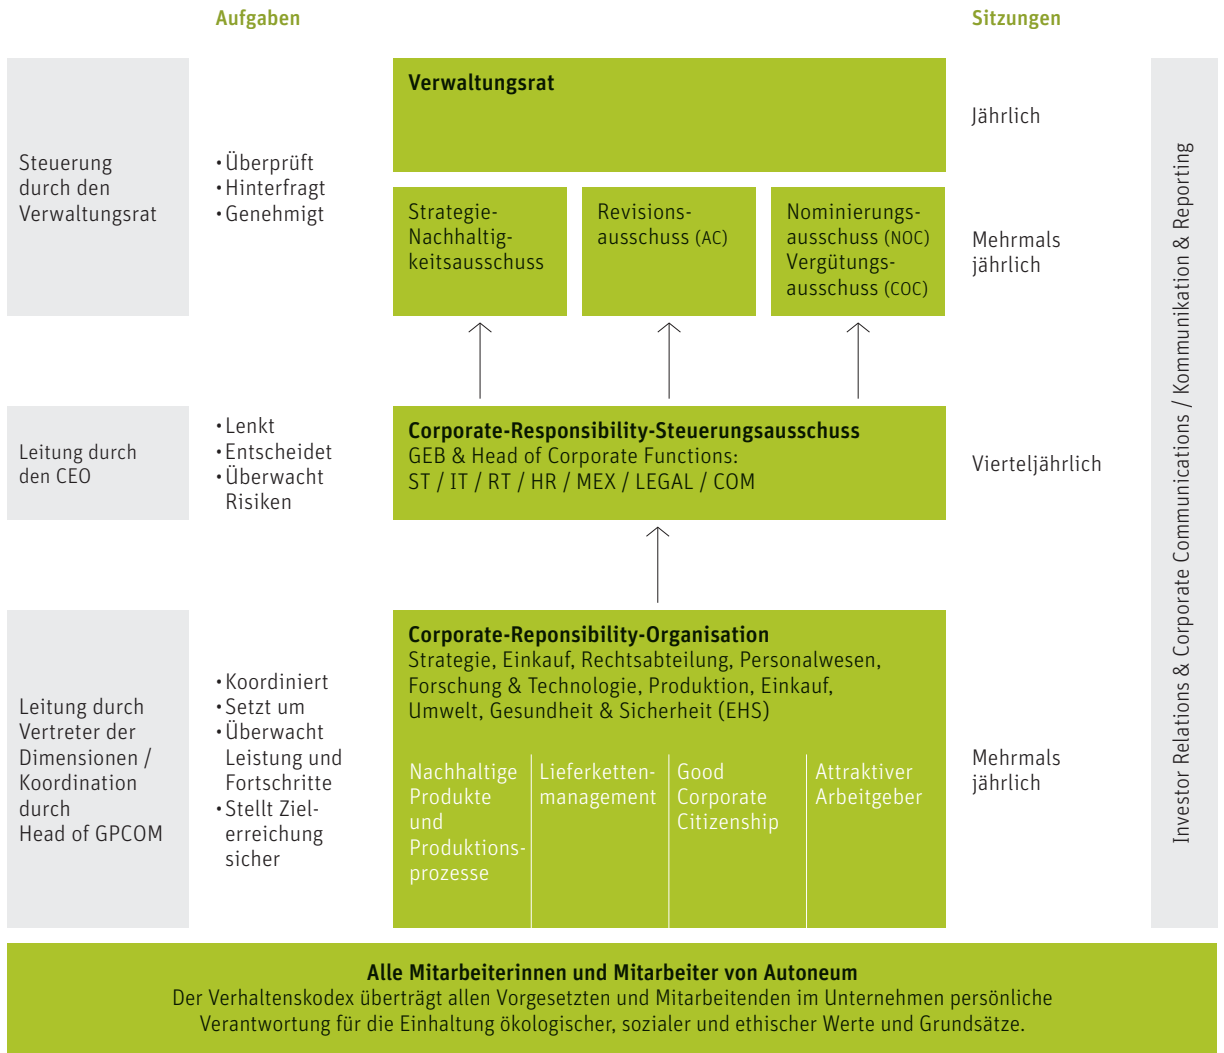 Aufgaben
Sitzungen
Steuerung
durch den
Verwaltungsrat
• Überprüft
• Hinterfragt
• Genehmigt
Verwaltungsrat
Jährlich
Strategie-
Nachhaltig-
keitsausschuss
Revisions-
ausschuss (AC)
Nominierungs-
ausschuss (NOC)
Vergütungs-
ausschuss (COC)
Mehrmals
jährlich
Leitung durch
den CEO
• Lenkt
• Entscheidet
• Überwacht
Risiken
Corporate-Responsibility-Steuerungsausschuss
GEB & Head of Corporate Functions:
ST / IT / RT / HR / MEX / LEGAL / COM
Vierteljährlich
Leitung durch
Vertreter der
Dimensionen /
Koordination
durch
Head of GPCOM
• Koordiniert
• Setzt um
• Überwacht
Leistung und
Fortschritte
• Stellt Ziel-
erreichung
sicher
Corporate-Reponsibility-Organisation
Strategie, Einkauf, Rechtsabteilung, Personalwesen,
Forschung & Technologie, Produktion, Einkauf,
Umwelt, Gesundheit & Sicherheit (EHS)
Nachhaltige
Produkte
und
Produktions-
prozesse
Lieferketten-
management
Good
Corporate
Citizenship
Attraktiver
Arbeitgeber
Mehrmals
jährlich
Investor Relations & Corporate Communications / Kommunikation & Reporting
Alle Mitarbeiterinnen und Mitarbeiter von Autoneum
Der Verhaltenskodex überträgt allen Vorgesetzten und Mitarbeitenden im Unternehmen persönliche
Verantwortung für die Einhaltung ökologischer, sozialer und ethischer Werte und Grundsätze.